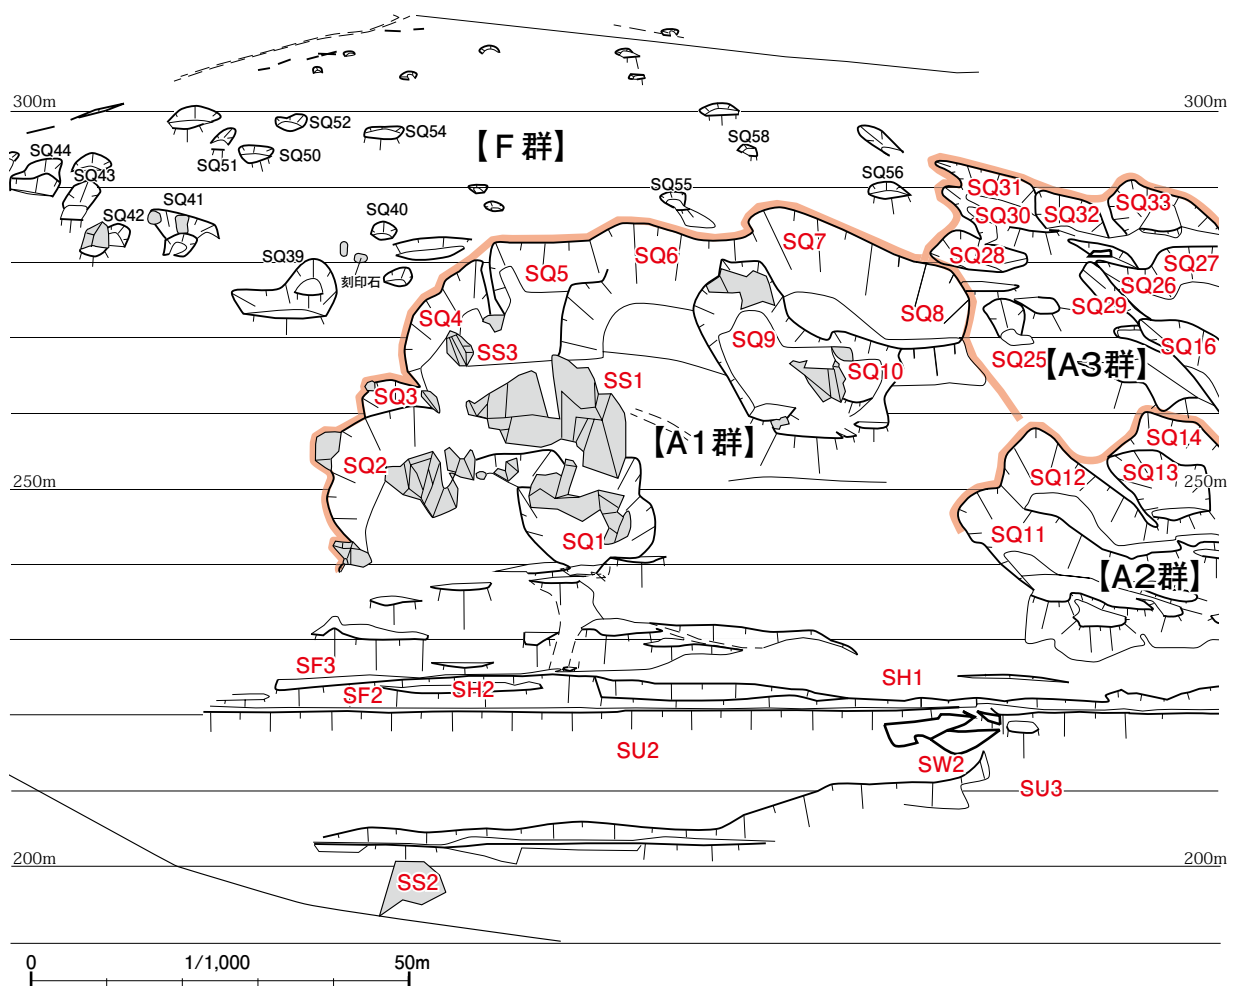 300m
300m
SQ52
SQ54
【F群】
SQ44
SQ51
SQ50
SQ58
SQ43
SQ56
SQ55
SQ31
SQ41
SQ42
SQ40
SQ30
SQ32
SQ33
SQ7
SQ39
刻印石
SQ6
SQ28
SQ27
SQ5
SQ26
SQ29
SQ4
SQ8
SQ9
SS3
SQ16
SQ25
【A3群】
SS1
SQ10
SQ3
【A1群】
SQ14
SQ2
SQ12
SQ13
250m
250m
SQ1
SQ11
【A2群】
SF3
SH1
SF2
SH2
SU2
SW2
SU3
200m
200m
SS2
0
1/1,000
50m